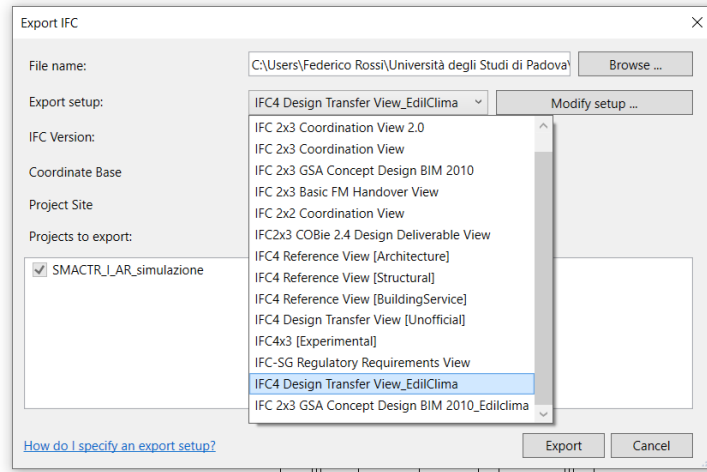 Export IFC
File name:
C:\Users\Federico Rossi\Università degli Studi di Padova\
Browse ...
Export setup:
IFC4 Design Transfer View_EdilClima
Modify setup ...
IFC Version:
Coordinate Base
Project Site
Projects to export:
SMACTR_I_AR_simulazione
IFC 2x3 Coordination View 2.0
IFC 2x3 Coordination View
IFC 2x3 GSA Concept Design BIM 2010
IFC 2x3 Basic FM Handover View
IFC 2x2 Coordination View
IFC2x3 COBie 2.4 Design Deliverable View
IFC4 Reference View [Architecture]
IFC4 Reference View [Structural]
IFC4 Reference View [BuildingService]
IFC4 Design Transfer View [Unofficial]
IFC4x3 [Experimental]
IFC-SG Regulatory Requirements View
IFC4 Design Transfer View_EdilClima
IFC 2x3 GSA Concept Design BIM 2010_Edilclima
How do I specify an export setup?
Export
Cancel